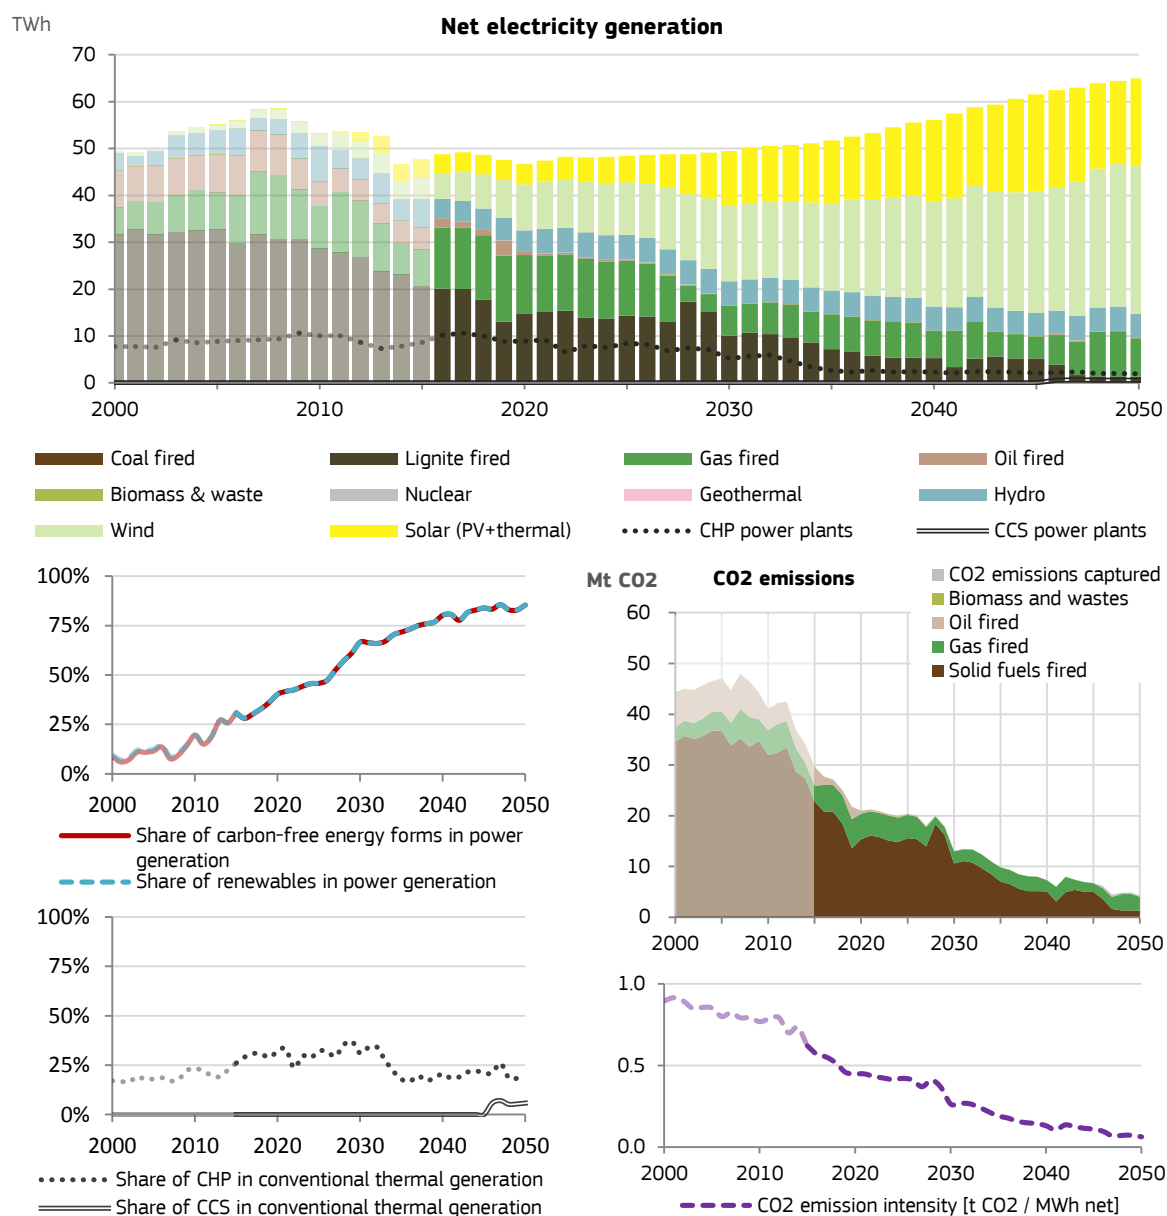 TWh
Net electricity generation
70
60
50
40
30
20
10
0
2000 2010 2020 2030 2040 2050
Coal fired Lignite fired Gas fired Oil fired
Biomass & waste Nuclear Geothermal Hydro
Wind Solar (PV+thermal) CHP power plants CCS power plants
100%
75%
50%
25%
0%
2000 2010 2020 2030 2040 2050
Share of carbon-free energy forms in power
generation
Share of renewables in power generation
Mt CO2
CO2 emissions
CO2 emissions captured
Biomass and wastes
Oil fired
Gas fired
Solid fuels fired
60
50
40
30
20
10
0
2000 2010 2020 2030 2040 2050
100%
75%
50%
25%
0%
2000 2010 2020 2030 2040 2050
Share of CHP in conventional thermal generation
Share of CCS in conventional thermal generation
1.0
0.5
0.0
2000 2010 2020 2030 2040 2050
CO2 emission intensity [t CO2 / MWh net]